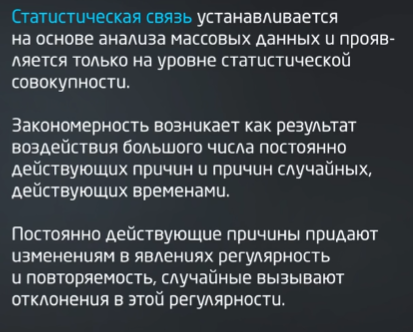 Статистическая связь устанавливается
на основе анализа массовых данных и прояв-
ляется только на уровне статистической
совокупности.
Закономерность возникает как результат
воздействия большого числа постоянно
действующих причин и причин случайных,
действующих временами.
Постоянно действующие причины придают
изменениям в явлениях регулярность
и повторяемость, случайные вызывают
отклонения в этой регулярности.